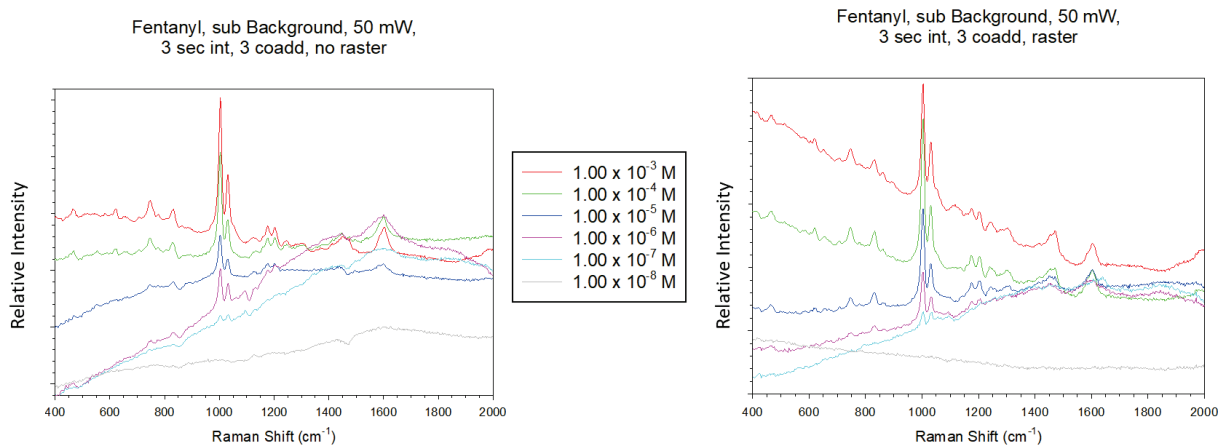 Fentanyl, sub Background, 50 mW,
3 sec int, 3 coadd, no raster
Relative Intensity
400 600 800 1000 1200 1400 1600 1800 2000
Raman Shift (cm⁻¹)
1.00 x 10⁻³ M
1.00 x 10⁻⁴ M
1.00 x 10⁻⁵ M
1.00 x 10⁻⁶ M
1.00 x 10⁻⁷ M
1.00 x 10⁻⁸ M
Fentanyl, sub Background, 50 mW,
3 sec int, 3 coadd, raster
Relative Intensity
400 600 800 1000 1200 1400 1600 1800 2000
Raman Shift (cm⁻¹)